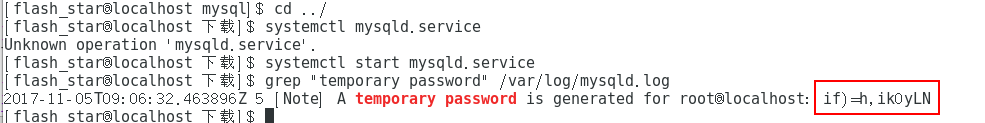 [flash_star@localhost mysql]$ cd ../
[flash_star@localhost 下载]$ systemctl mysqld.service
Unknown operation 'mysqld.service'.
[flash_star@localhost 下载]$ systemctl start mysqld.service
[flash_star@localhost 下载]$ grep "temporary password" /var/log/mysqld.log
2017-11-05T09:06:32.463896Z 5 [Note] A temporary password is generated for root@localhost: if)=h,ik0yLN
[flash_star@localhost 下载]$